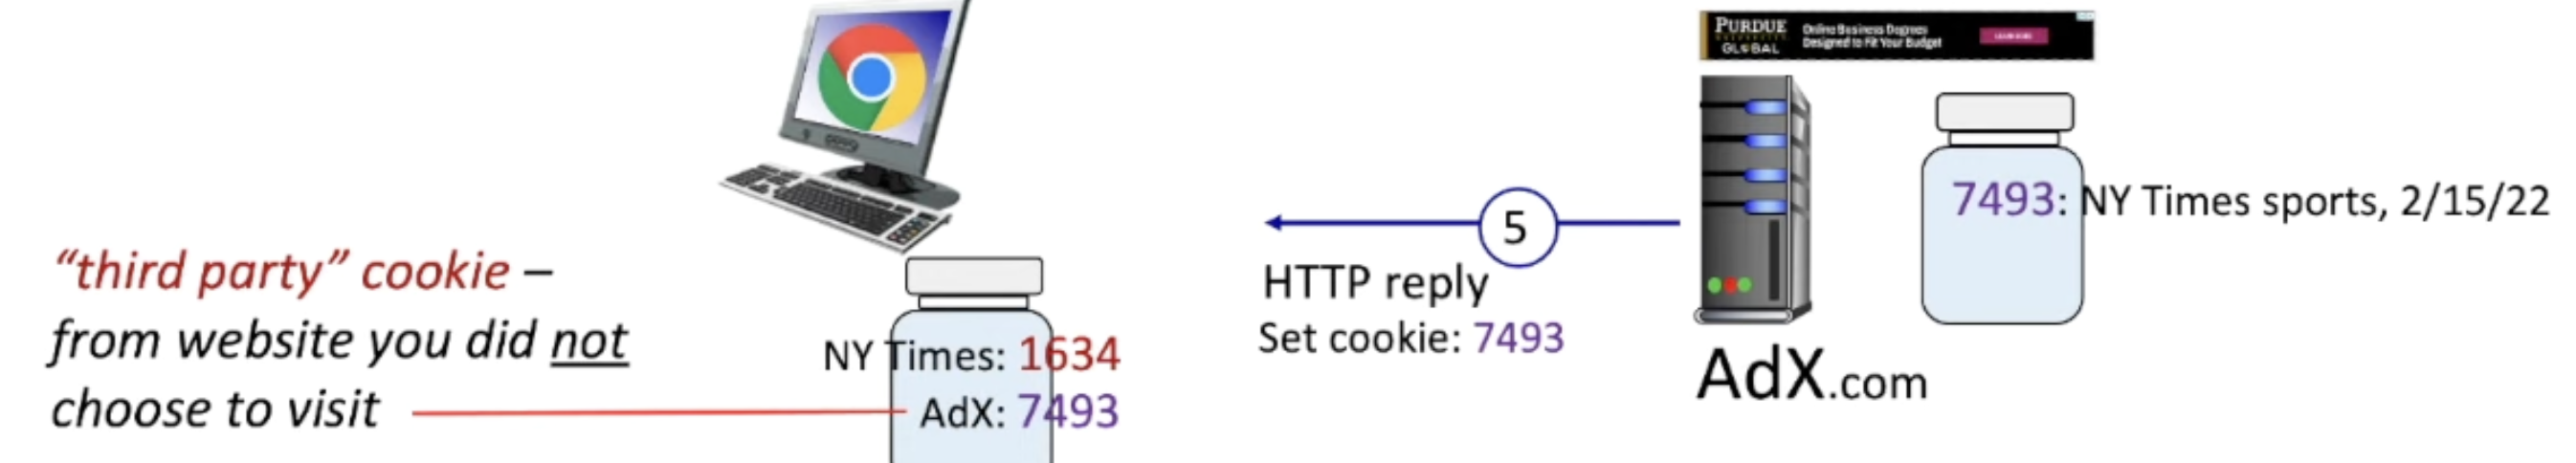 PURDUE
GLOBAL
Online Business Degrees
Designed to Fit Your Budget
LEARN MORE
7493: NY Times sports, 2/15/22
5
HTTP reply
Set cookie: 7493
AdX.com
“third party” cookie –
from website you did not
choose to visit
NY Times: 1634
AdX: 7493